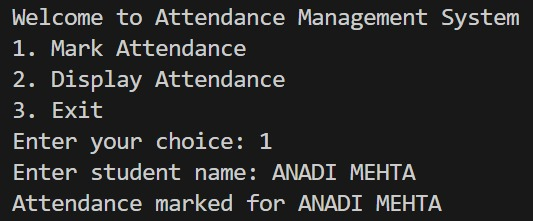 Welcome to Attendance Management System
1. Mark Attendance
2. Display Attendance
3. Exit
Enter your choice: 1
Enter student name: ANADI MEHTA
Attendance marked for ANADI MEHTA